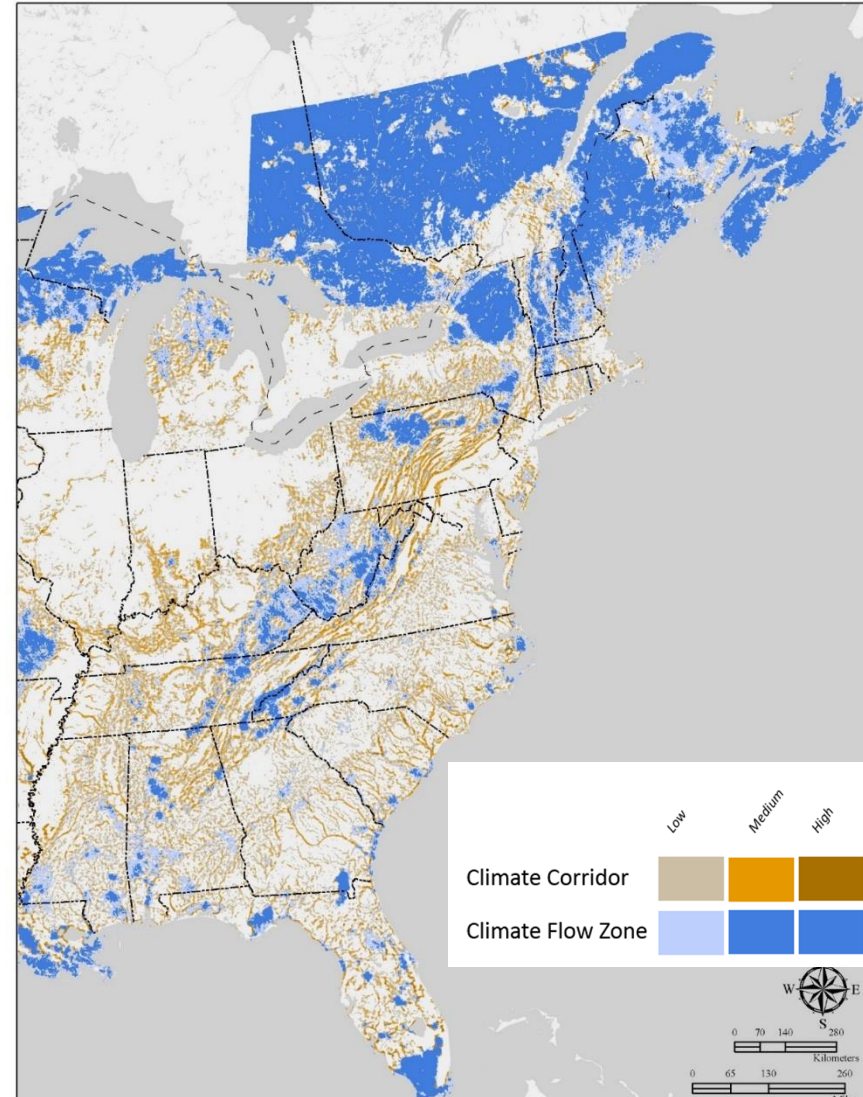 Low Medium High
Climate Corridor
Climate Flow Zone
W E
S
0 70 140 280
Kilometers
0 65 130 260